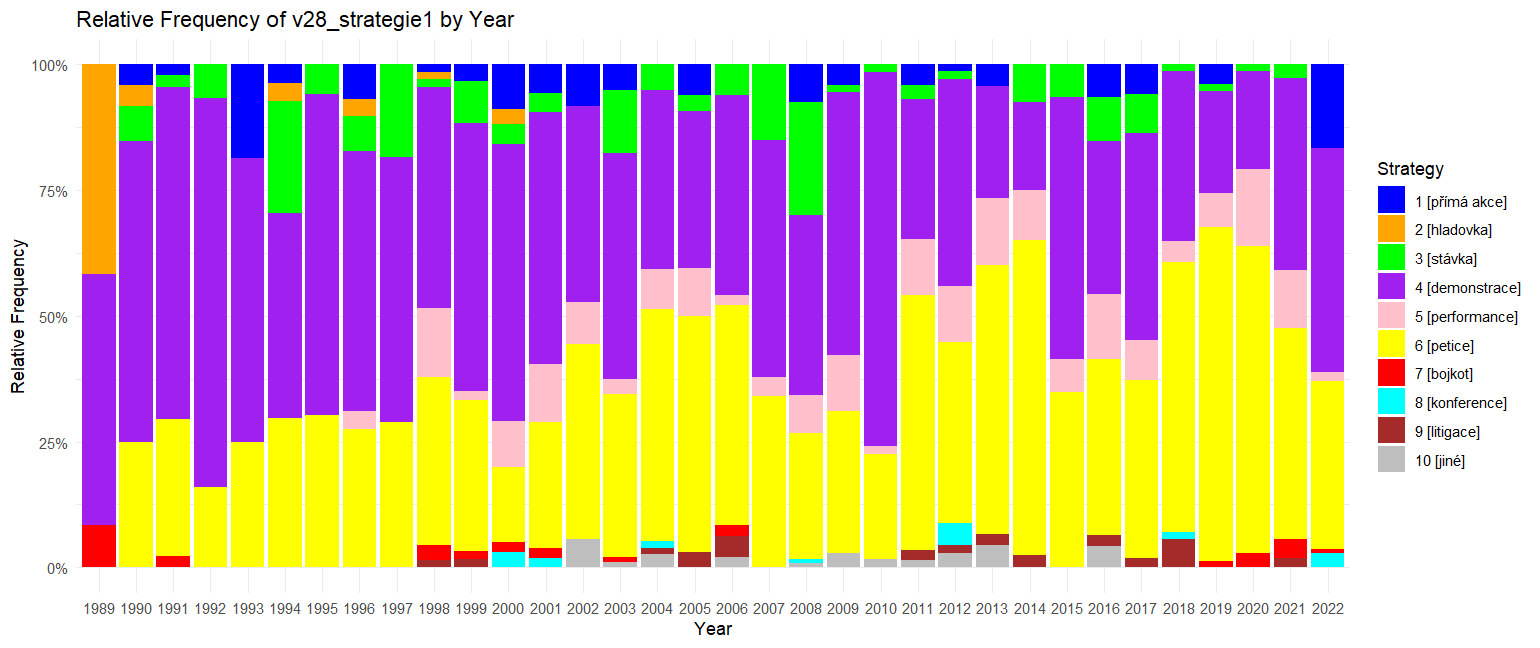 Relative Frequency of v28_strategie1 by Year
Relative Frequency
100%
75%
50%
25%
0%
1989 1990 1991 1992 1993 1994 1995 1996 1997 1998 1999 2000 2001 2002 2003 2004 2005 2006 2007 2008 2009 2010 2011 2012 2013 2014 2015 2016 2017 2018 2019 2020 2021 2022
Year
Strategy
1 [přímá akce]
2 [hladovka]
3 [stávka]
4 [demonstrace]
5 [performance]
6 [petice]
7 [bojkot]
8 [konference]
9 [litigace]
10 [jiné]